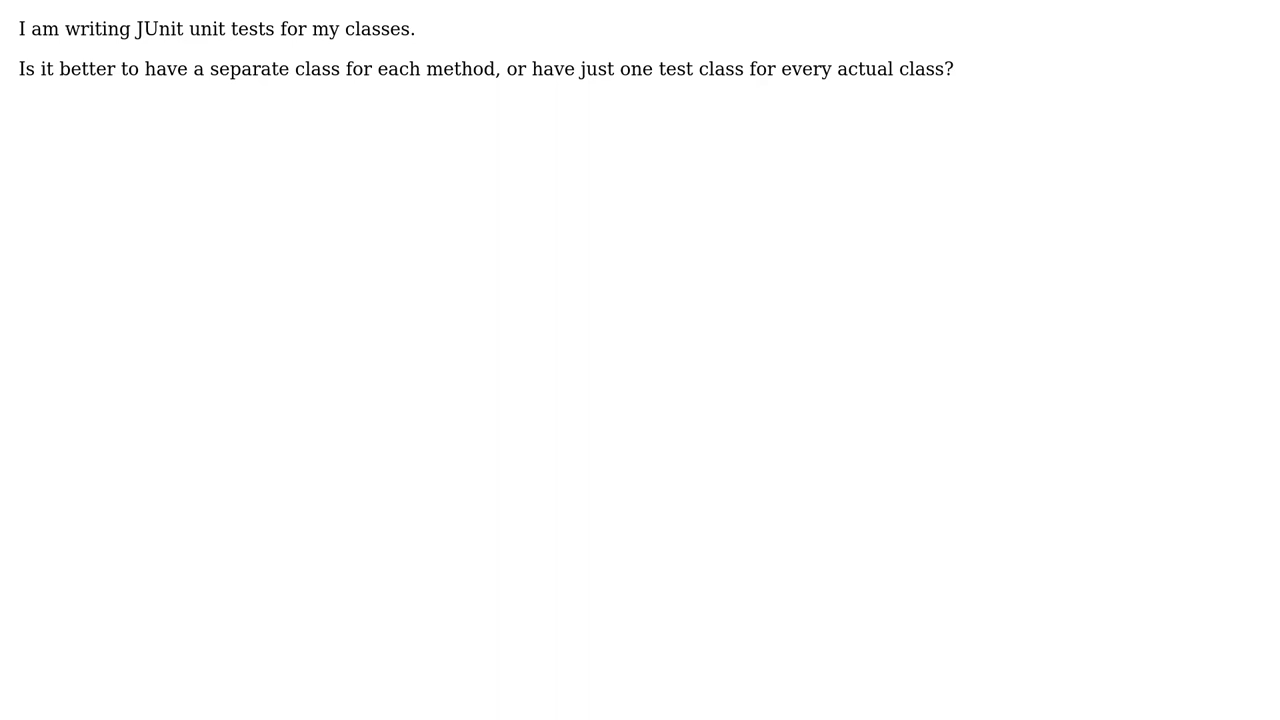 I am writing JUnit unit tests for my classes.
Is it better to have a separate class for each method, or have just one test class for every actual class?